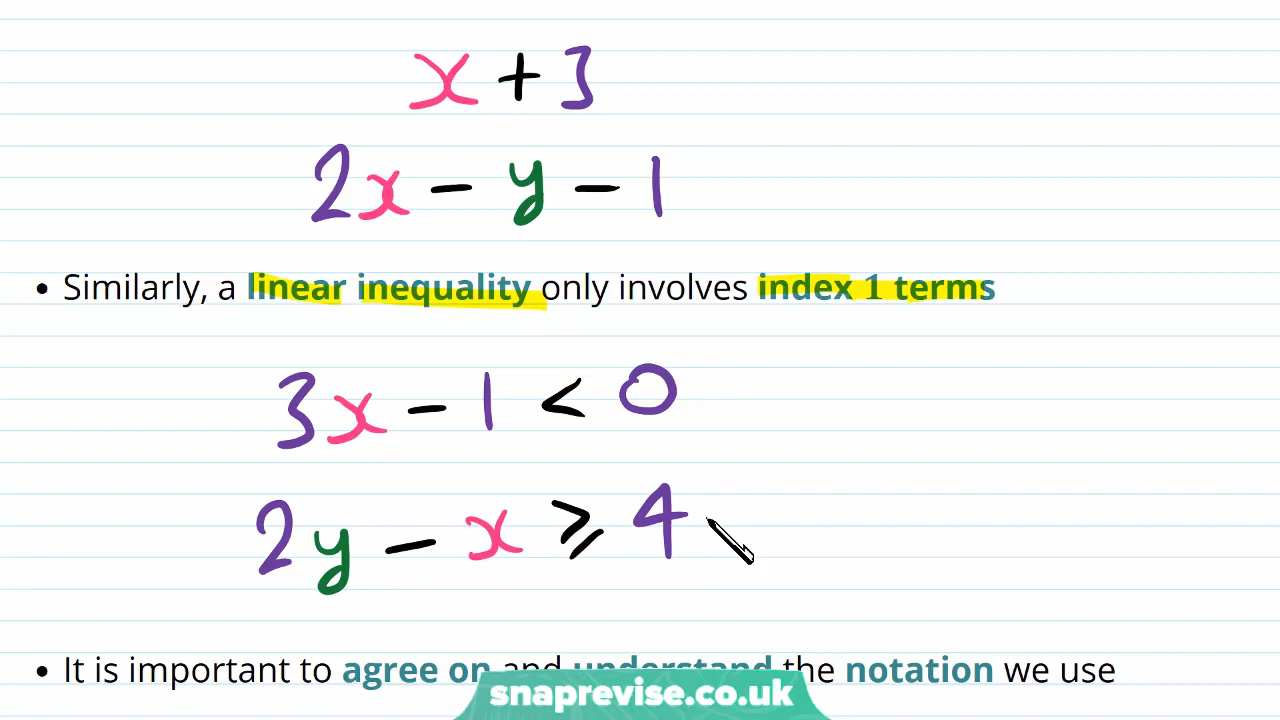 x + 3
2x - y - 1
• Similarly, a linear inequality only involves index 1 terms
3x - 1 < 0
2y - x ⩾ 4
• It is important to agree on and understand the notation we use
snaprevise.co.uk